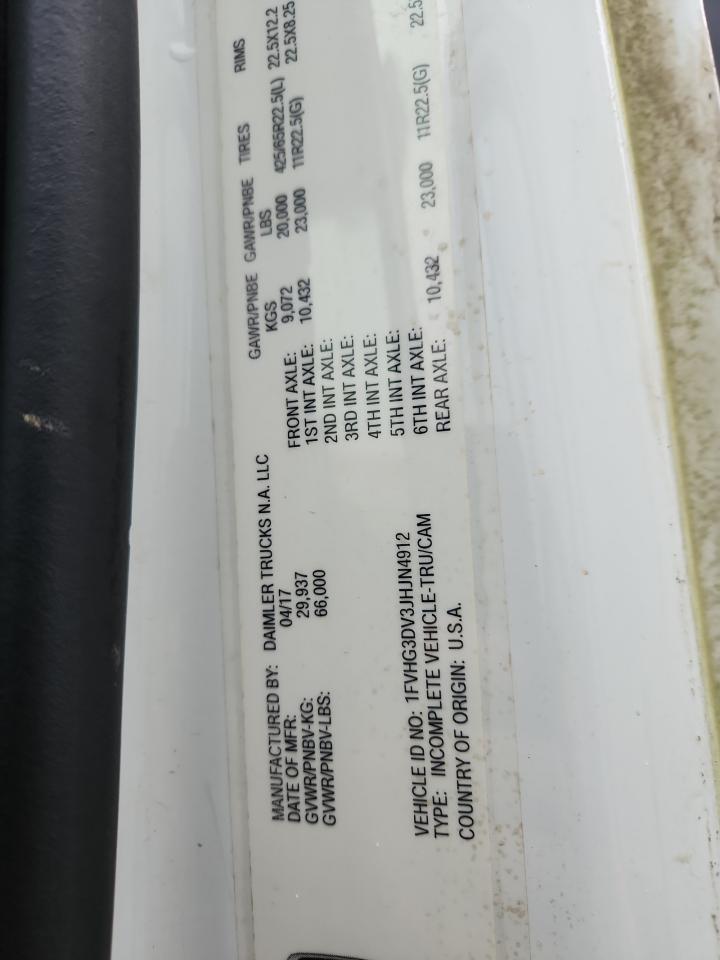 MANUFACTURED BY: DAIMLER TRUCKS N.A. LLC
DATE OF MFR: 04/17
GVWR/PNBV-KG: 29,937
GVWR/PNBV-LBS: 66,000
GAWR/PNBE GAWR/PNBE TIRES RIMS
KGS LBS
FRONT AXLE: 9,072 20,000 425/65R22.5(L) 22.5X12.2
1ST INT AXLE: 10,432 23,000 11R22.5(G) 22.5X8.25
2ND INT AXLE:
3RD INT AXLE:
4TH INT AXLE:
5TH INT AXLE:
6TH INT AXLE:
REAR AXLE: 10,432 23,000 11R22.5(G) 22.5
VEHICLE ID NO: 1FVHG3DV3JHJN4912
TYPE: INCOMPLETE VEHICLE-TRU/CAM
COUNTRY OF ORIGIN: U.S.A.